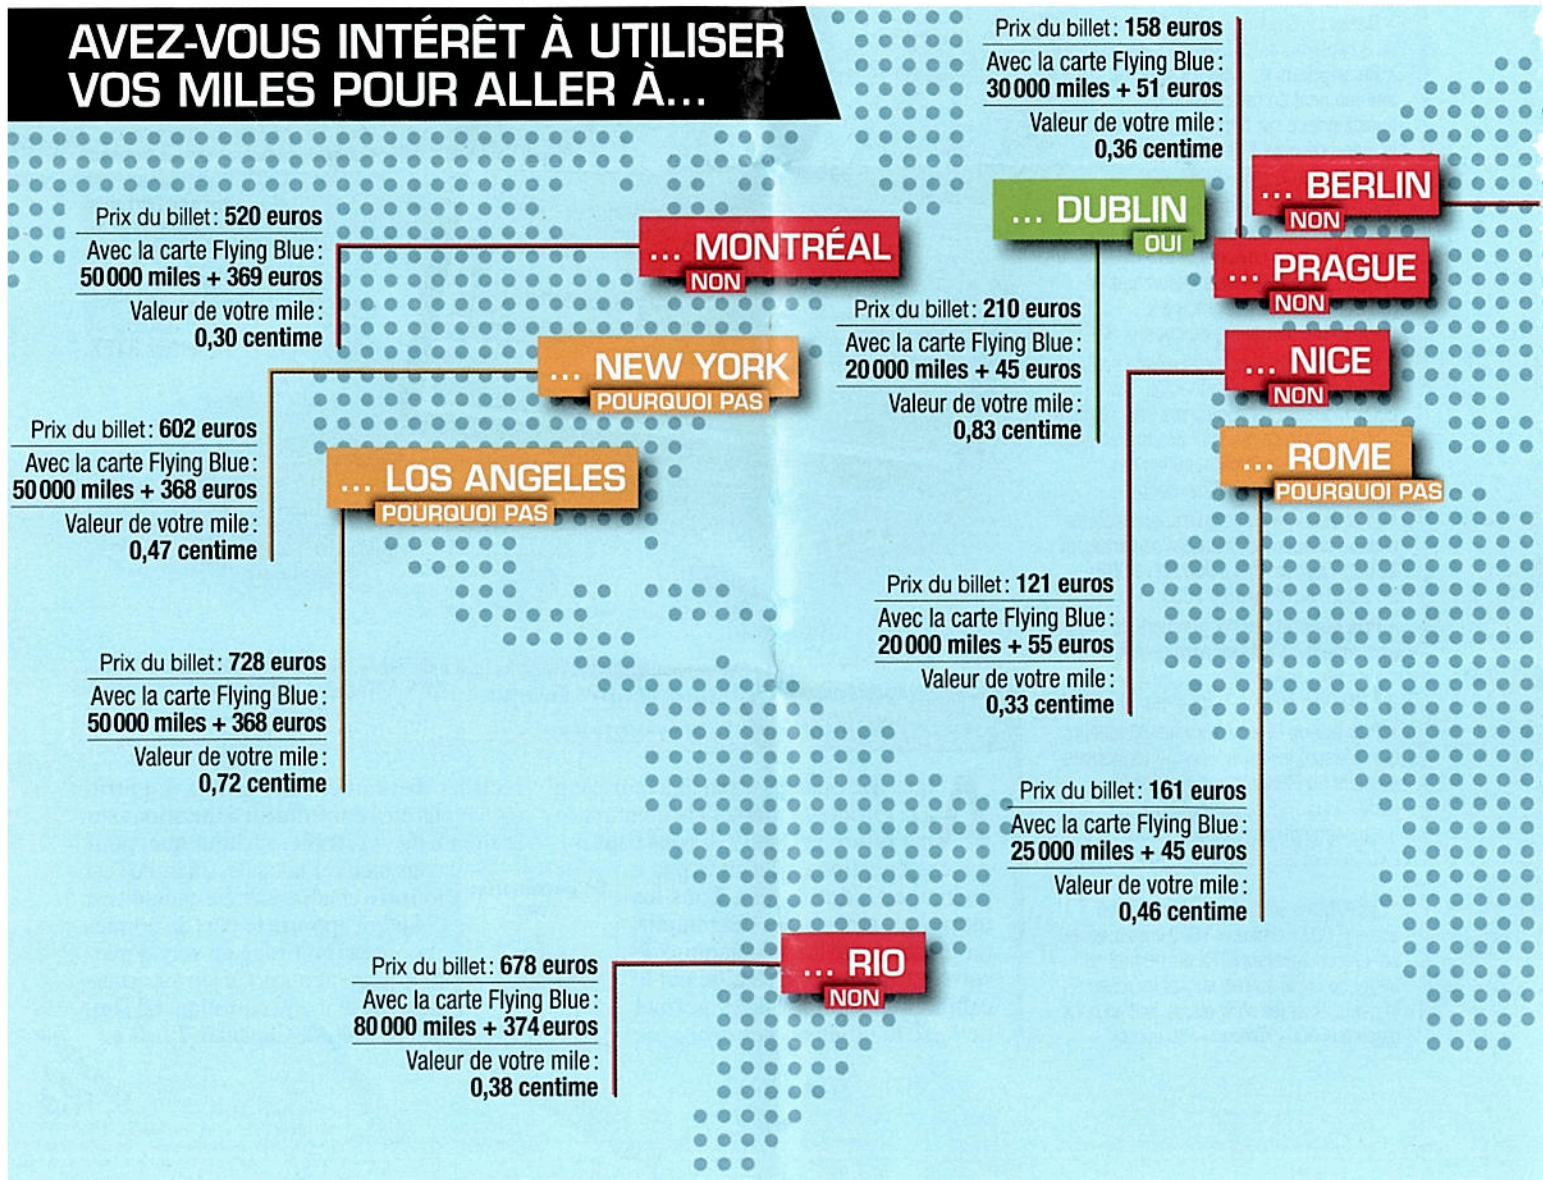 AVEZ-VOUS INTÉRÊT À UTILISER
VOS MILES POUR ALLER À...
Prix du billet : 158 euros
Avec la carte Flying Blue :
30 000 miles + 51 euros
Valeur de votre mile :
0,36 centime
... BERLIN
NON
... DUBLIN
OUI
... PRAGUE
NON
Prix du billet : 520 euros
Avec la carte Flying Blue :
50 000 miles + 369 euros
Valeur de votre mile :
0,30 centime
... MONTRÉAL
NON
Prix du billet : 210 euros
Avec la carte Flying Blue :
20 000 miles + 45 euros
Valeur de votre mile :
0,83 centime
... NICE
NON
... NEW YORK
POURQUOI PAS
Prix du billet : 602 euros
Avec la carte Flying Blue :
50 000 miles + 368 euros
Valeur de votre mile :
0,47 centime
... LOS ANGELES
POURQUOI PAS
... ROME
POURQUOI PAS
Prix du billet : 121 euros
Avec la carte Flying Blue :
20 000 miles + 55 euros
Valeur de votre mile :
0,33 centime
Prix du billet : 728 euros
Avec la carte Flying Blue :
50 000 miles + 368 euros
Valeur de votre mile :
0,72 centime
Prix du billet : 161 euros
Avec la carte Flying Blue :
25 000 miles + 45 euros
Valeur de votre mile :
0,46 centime
... RIO
NON
Prix du billet : 678 euros
Avec la carte Flying Blue :
80 000 miles + 374 euros
Valeur de votre mile :
0,38 centime